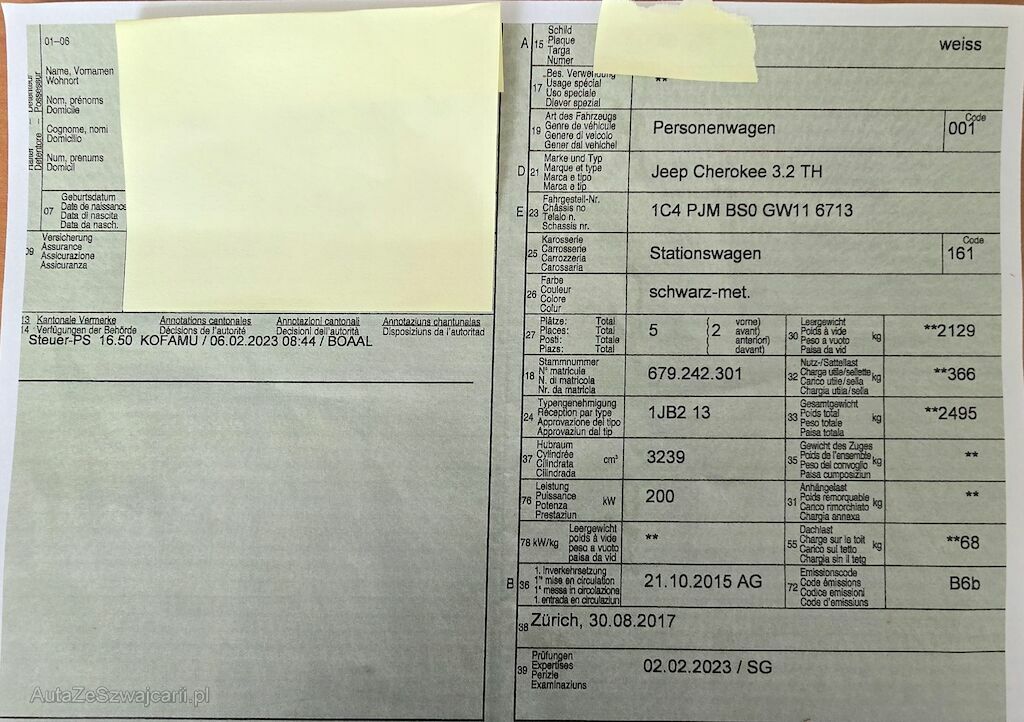 01–06
Name, Vornamen
Wohnort
Nom, prénoms
Domicile
Cognome, nomi
Domicilio
Num, prenums
Domicil
Detentore – Possessur
07
Geburtsdatum
Date de naissance
Data di nascita
Data da nasch.
09
Versicherung
Assurance
Assicurazione
Assicuranza
13 Kantonale Vermerke Annotations cantonales Annotazioni cantonali Annotaziuns chantunalas
14 Verfügungen der Behörde Décisions de l'autorité Decisioni dell'autorità Disposiziuns da l'autoritad
Steuer-PS 16.50 KOFAMU / 06.02.2023 08:44 / BOAAL
A 15
Schild
Plaque
Targa
Numer
weiss
17
Bes. Verwendung
Usage spécial
Uso speciale
Diever spezial
**
19
Art des Fahrzeugs
Genre de véhicule
Genere di veicolo
Gener dal vehichel
Personenwagen
Code
001
D 21
Marke und Typ
Marque et type
Marca e tipo
Marca e tip
Jeep Cherokee 3.2 TH
E 23
Fahrgestell-Nr.
Châssis no
Telaio n.
Schassis nr.
1C4 PJM BS0 GW11 6713
25
Karosserie
Carrosserie
Carrozzeria
Carossaria
Stationswagen
Code
161
26
Farbe
Couleur
Colore
Colur
schwarz-met.
27
Plätze: Total
Places: Total
Posti: Totale
Plazs: Total
5 (2
vorne)
avant)
anteriori)
davant)
30
Leergewicht
Poids à vide
Peso a vuoto
Paisa da vid
kg
**2129
18
Stammnummer
N° matricule
N. di matricola
Nr. da matricla
679.242.301
32
Nutz-/Sattellast
Charge utile/sellette
Carico utile/sella
Chargia utila/sella
kg
**366
24
Typengenehmigung
Réception par type
Approvazione del tipo
Approvaziun dal tip
1JB2 13
33
Gesamtgewicht
Poids total
Peso totale
Paisa totala
kg
**2495
37
Hubraum
Cylindrée
Cilindrata
Cilindrada
cm³
3239
35
Gewicht des Zuges
Poids de l'ensemble
Peso del convoglio
Paisa cumposiziun
kg
**
76
Leistung
Puissance
Potenza
Prestaziun
kW
200
31
Anhängelast
Poids remorquable
Carico rimorchiato
Chargia annexa
kg
**
78 kW/kg
Leergewicht
poids à vide
peso a vuoto
paisa da vid
**
55
Dachlast
Charge sur le toit
Carico sul tetto
Chargia sin il tetg
kg
**68
B 36
1. Inverkehrsetzung
1re mise en circulation
1a messa in circolazione
1. entrada en circulaziun
21.10.2015 AG
72
Emissionscode
Code émissions
Codice emissioni
Code d'emissiuns
B6b
38 Zürich, 30.08.2017
39
Prüfungen
Expertises
Perizie
Examinaziuns
02.02.2023 / SG
AutaZeSzwajcarii.pl